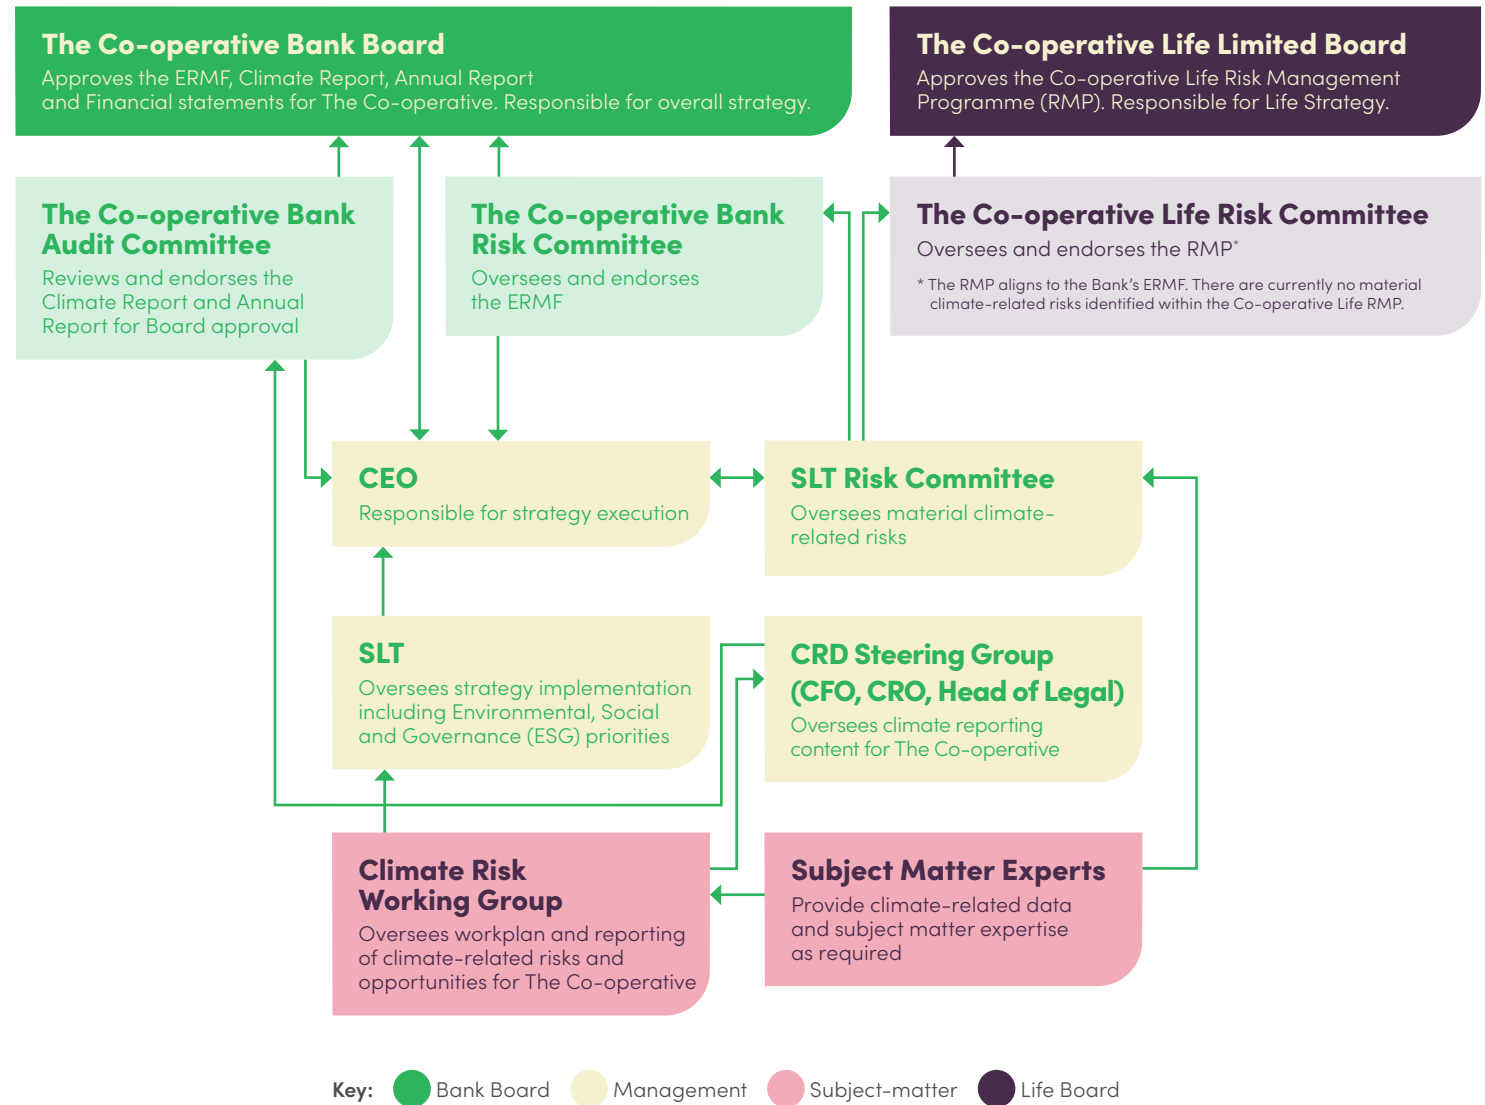 The Co-operative Bank Board
Approves the ERMF, Climate Report, Annual Report
and Financial statements for The Co-operative. Responsible for overall strategy.
The Co-operative Life Limited Board
Approves the Co-operative Life Risk Management
Programme (RMP). Responsible for Life Strategy.
The Co-operative Bank
Audit Committee
Reviews and endorses the
Climate Report and Annual
Report for Board approval
The Co-operative Bank
Risk Committee
Oversees and endorses
the ERMF
The Co-operative Life Risk Committee
Oversees and endorses the RMP*
* The RMP aligns to the Bank's ERMF. There are currently no material
climate-related risks identified within the Co-operative Life RMP.
CEO
Responsible for strategy execution
SLT Risk Committee
Oversees material climate-
related risks
SLT
Oversees strategy implementation
including Environmental, Social
and Governance (ESG) priorities
CRD Steering Group
(CFO, CRO, Head of Legal)
Oversees climate reporting
content for The Co-operative
Climate Risk
Working Group
Oversees workplan and reporting
of climate-related risks and
opportunities for The Co-operative
Subject Matter Experts
Provide climate-related data
and subject matter expertise
as required
Key: Bank Board Management Subject-matter Life Board